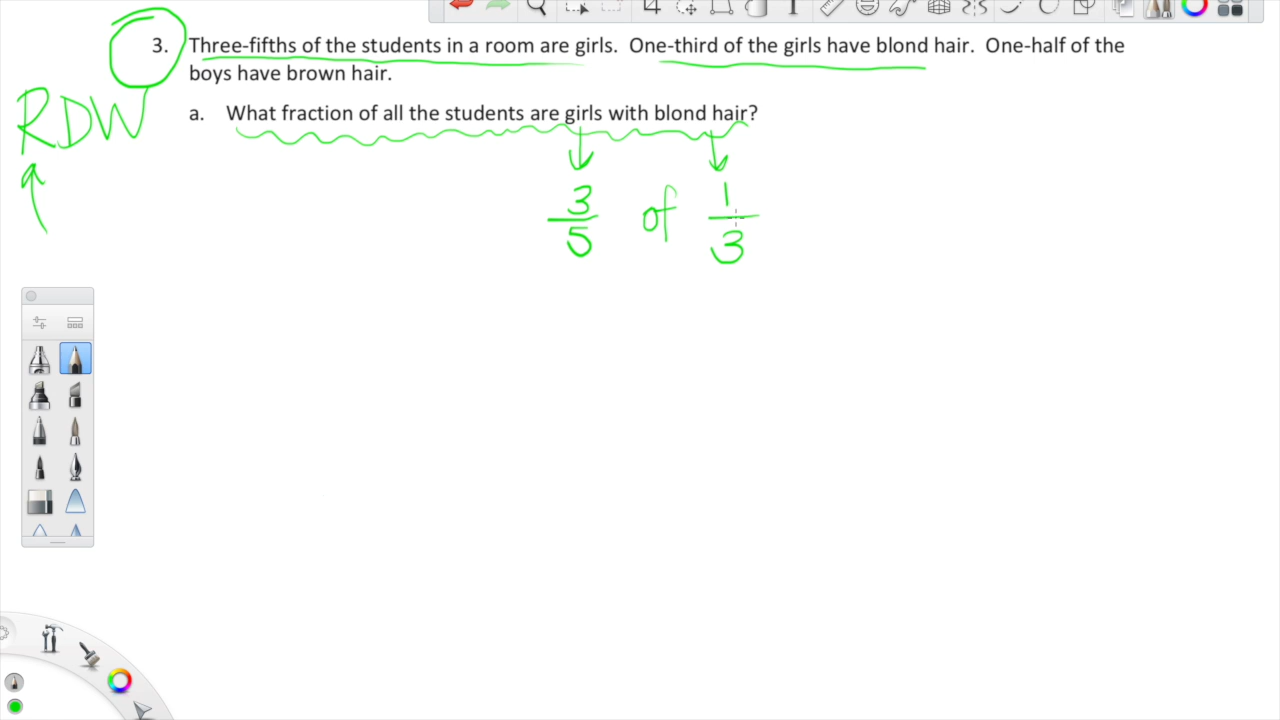 3. Three-fifths of the students in a room are girls. One-third of the girls have blond hair. One-half of the
boys have brown hair.
RDW
a. What fraction of all the students are girls with blond hair?
3/5 of 1/3